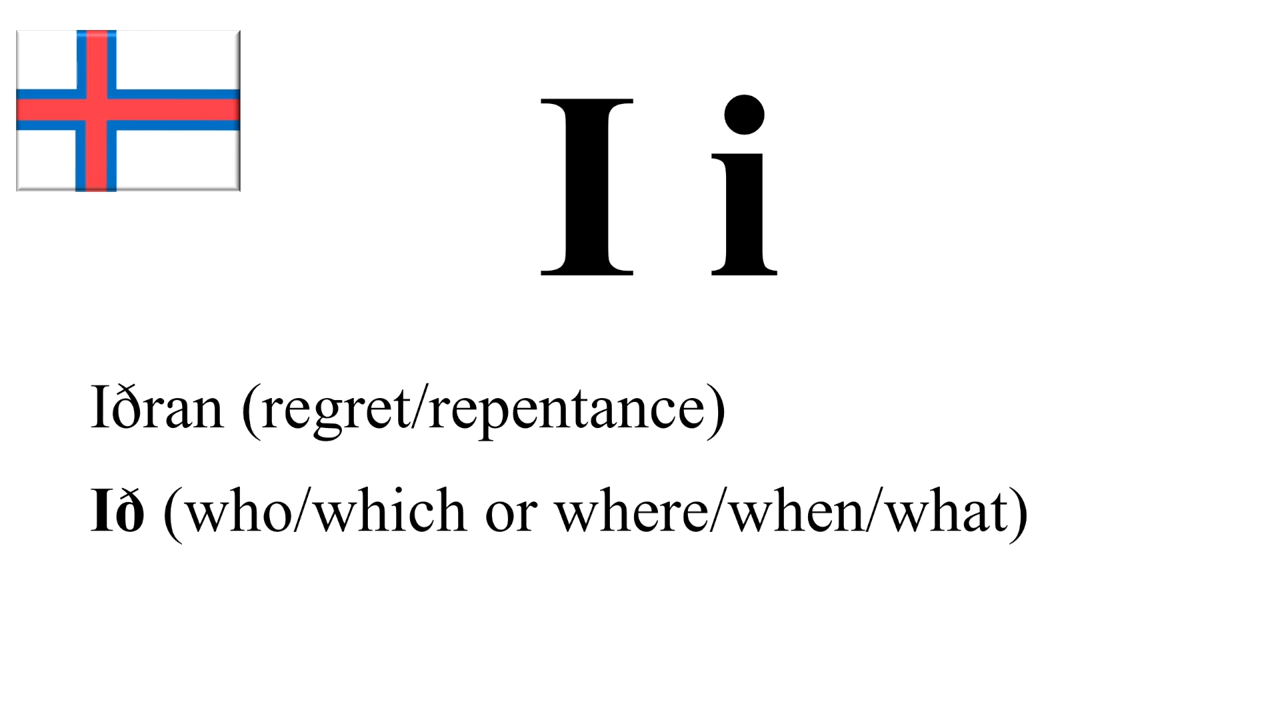 I i
Iðran (regret/repentance)
Ið (who/which or where/when/what)